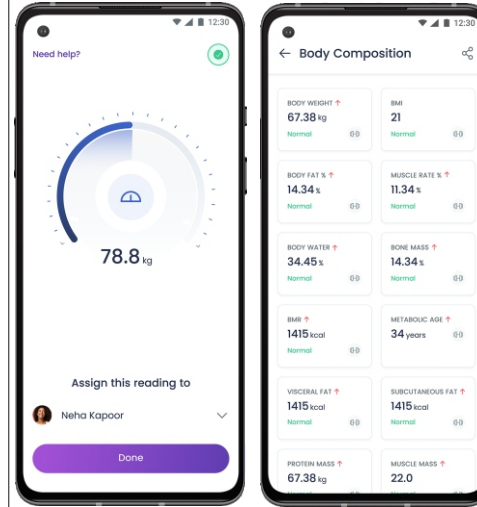 12:30
Need help?
78.8 kg
Assign this reading to
Neha Kapoor
Done
12:30
Body Composition
BODY WEIGHT ↑
67.38 kg
Normal
BMI
21
Normal
BODY FAT % ↑
14.34 %
Normal
MUSCLE RATE % ↑
11.34 %
Normal
BODY WATER ↑
34.45 %
Normal
BONE MASS ↑
14.34 %
Normal
BMR ↑
1415 kcal
Normal
METABOLIC AGE ↑
34 years
VISCERAL FAT ↑
1415 kcal
Normal
SUBCUTANEOUS FAT ↑
1415 kcal
Normal
PROTEIN MASS ↑
67.38 kg
MUSCLE MASS ↑
22.0